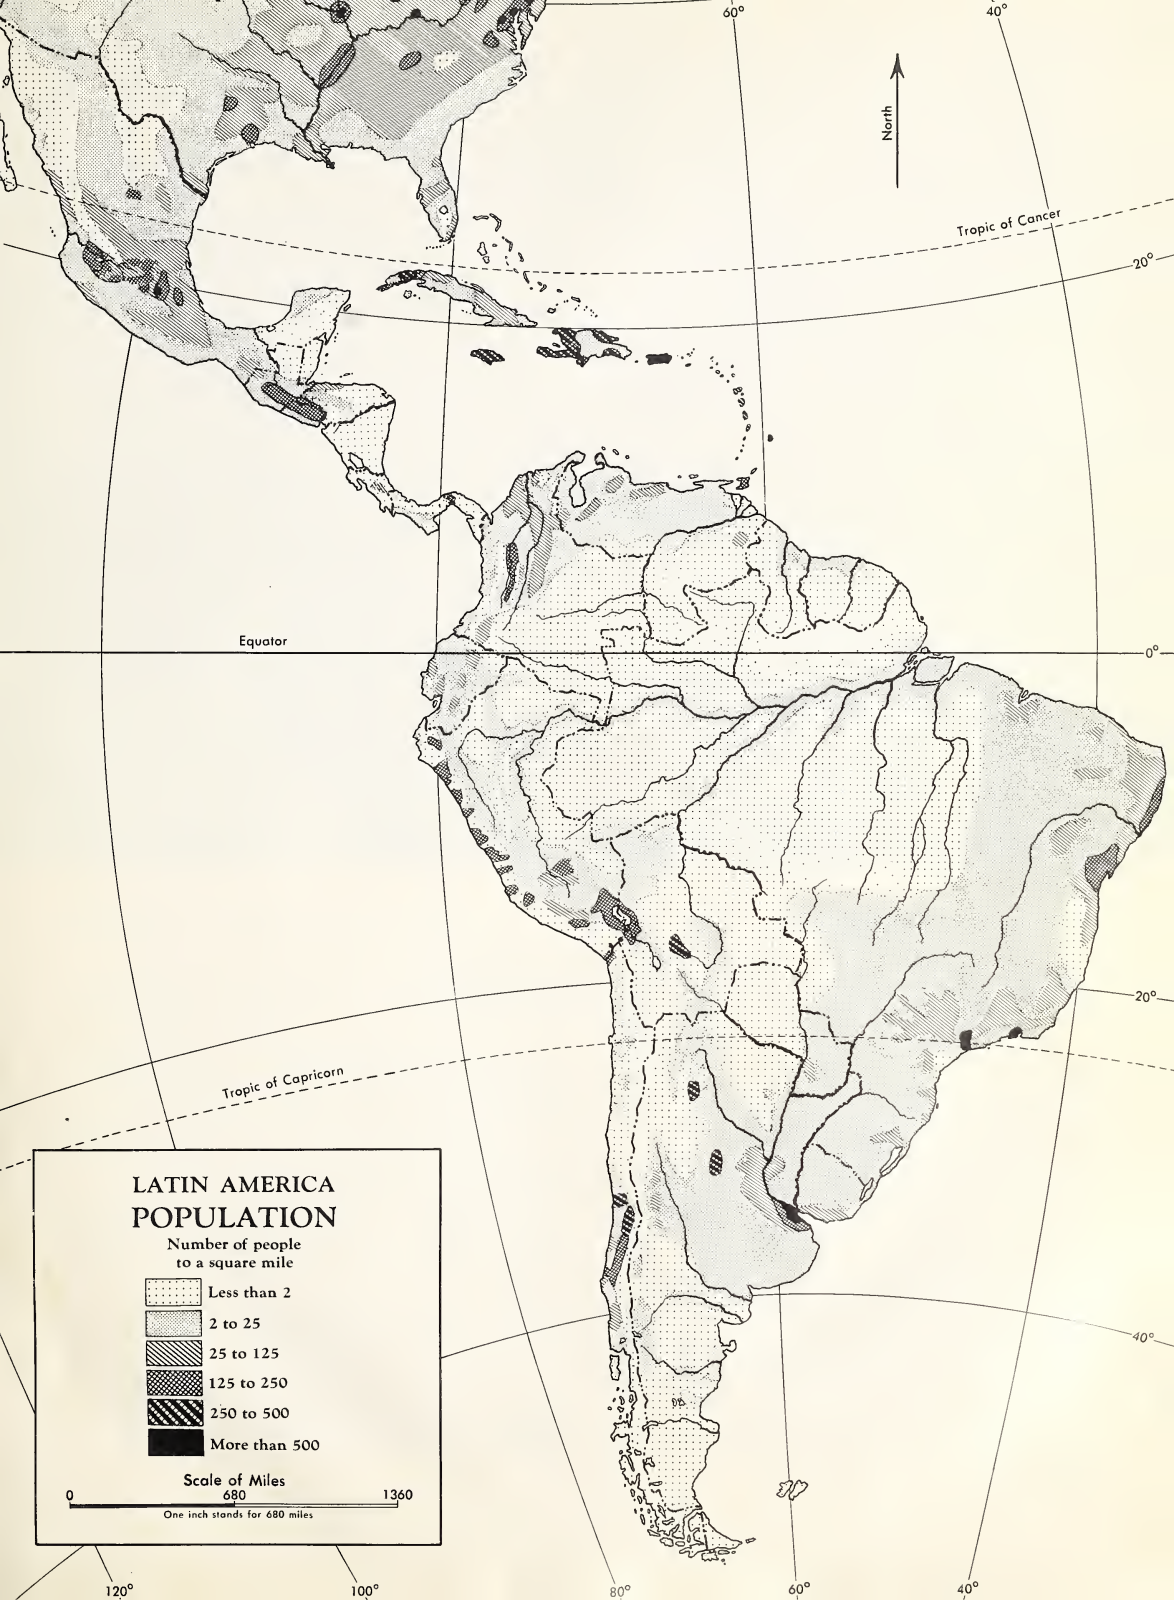 60°
40°
North
Tropic of Cancer
20°
Equator
0°
20°
Tropic of Capricorn
LATIN AMERICA
POPULATION
Number of people
to a square mile
Less than 2
2 to 25
25 to 125
125 to 250
250 to 500
More than 500
40°
Scale of Miles
0 680 1360
One inch stands for 680 miles
120° 100° 80° 60° 40°